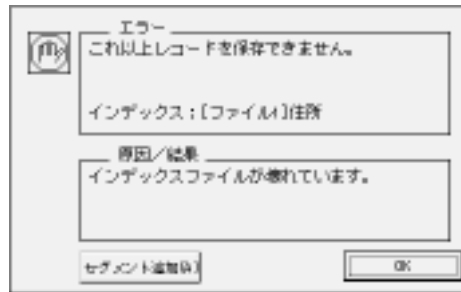 エラー
これ以上レコードを保存できません。
インデックス：[ファイル1]住所
原因／結果
インデックスファイルが壊れています。
セグメント追加(A)
OK